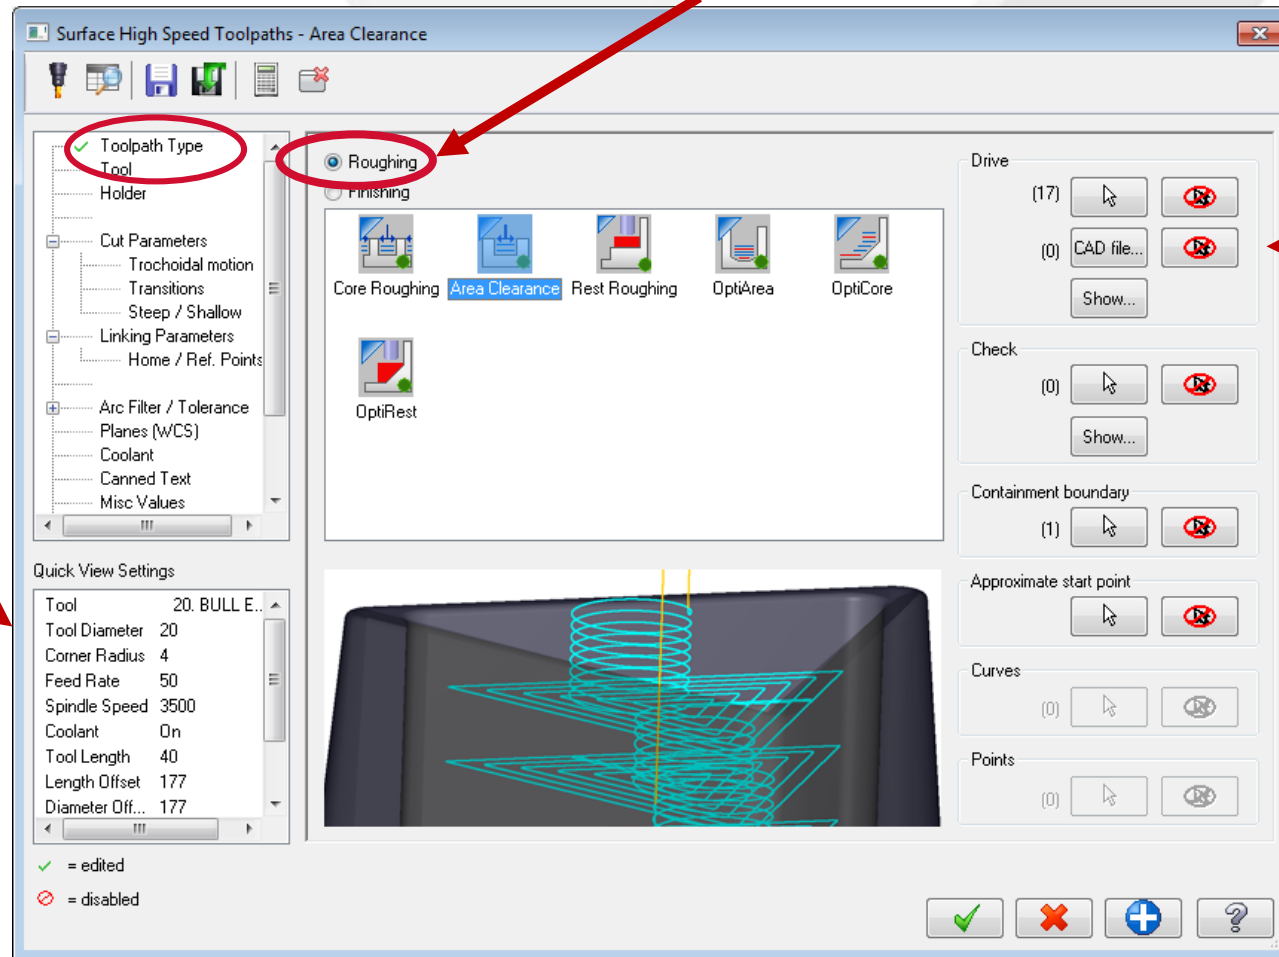 Surface High Speed Toolpaths - Area Clearance
Toolpath Type
Tool
Holder
Cut Parameters
Trochoidal motion
Transitions
Steep / Shallow
Linking Parameters
Home / Ref. Points
Arc Filter / Tolerance
Planes (WCS)
Coolant
Canned Text
Misc Values
Roughing
Finishing
Core Roughing Area Clearance Rest Roughing OptiArea OptiCore
OptiRest
Drive
(17)
(0) CAD file...
Show...
Check
(0)
Show...
Containment boundary
(1)
Approximate start point
Curves
(0)
Points
(0)
Quick View Settings
Tool 20. BULL E..
Tool Diameter 20
Corner Radius 4
Feed Rate 50
Spindle Speed 3500
Coolant On
Tool Length 40
Length Offset 177
Diameter Off... 177
= edited
= disabled